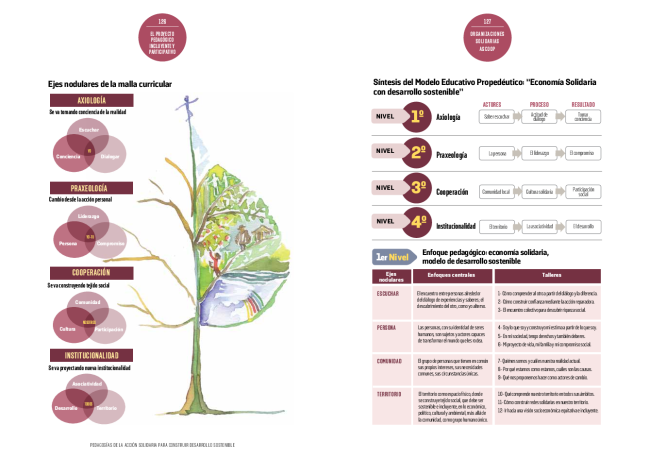 126
EL PROYECTO
PEDAGÓGICO
INCLUYENTE Y
PARTICIPATIVO
Ejes nodulares de la malla curricular
AXIOLOGÍA
Se va tomando conciencia de la realidad
Escuchar
Conciencia
Dialogar
PRAXEOLOGÍA
Cambio desde la acción personal
Liderazgo
Persona
Compromiso
COOPERACIÓN
Se va construyendo tejido social
Comunidad
Cultura
Participación
INSTITUCIONALIDAD
Se va proyectando nueva institucionalidad
Asociatividad
Desarrollo
Territorio
PEDAGOGÍAS DE LA ACCIÓN SOLIDARIA PARA CONSTRUIR DESARROLLO SOSTENIBLE
127
ORGANIZACIONES
SOLIDARIAS
ASCOOP
Síntesis del Modelo Educativo Propedéutico: "Economía Solidaria
con desarrollo sostenible"
ACTORES PROCESO RESULTADO
NIVEL 1º Axiología Saber escuchar Actitud de diálogo Tomar conciencia
NIVEL 2º Praxeología La persona El liderazgo El compromiso
NIVEL 3º Cooperación Comunidad local Cultura solidaria Participación social
NIVEL 4º Institucionalidad El territorio La asociatividad El desarrollo
1er Nivel
Enfoque pedagógico: economía solidaria,
modelo de desarrollo sostenible
Ejes nodulares Enfoques centrales Talleres
ESCUCHAR
El encuentro entre personas alrededor
del diálogo de experiencias y saberes, el
descubrimiento del otro, como yo alterno.
1- Cómo comprender al otro a partir del diálogo y la diferencia.
2- Cómo construir confianza mediante la acción reparadora.
3- El encuentro colectivo para descubrir riqueza social.
PERSONA
Las personas, con su identidad de seres
humanos, son sujetos y actores capaces
de transformar el mundo que les rodea.
4- Soy lo que soy y construyo mi estima a partir de lo que soy.
5- En mi sociedad, tengo derechos y también deberes.
6- Mi proyecto de vida, mi familia y mi compromiso social.
COMUNIDAD
El grupo de personas que tienen en común
sus propios intereses, sus necesidades
comunes, sus circunstancias únicas.
7- Quiénes somos y cuál es nuestra realidad actual.
8- Por qué estamos como estamos, cuáles son las causas.
9- Qué nos proponemos hacer como actores de cambio.
TERRITORIO
El territorio como espacio físico, donde
se construye tejido social, que debe ser
sostenible e incluyente, en lo económico,
político, cultural y ambiental, más allá de
la comunidad, como grupo humano único.
10- Qué comprende nuestro territorio en todos sus ámbitos.
11- Cómo construir redes solidarias en nuestro territorio.
12- Ir hacia una visión socio económica equitativa e incluyente.